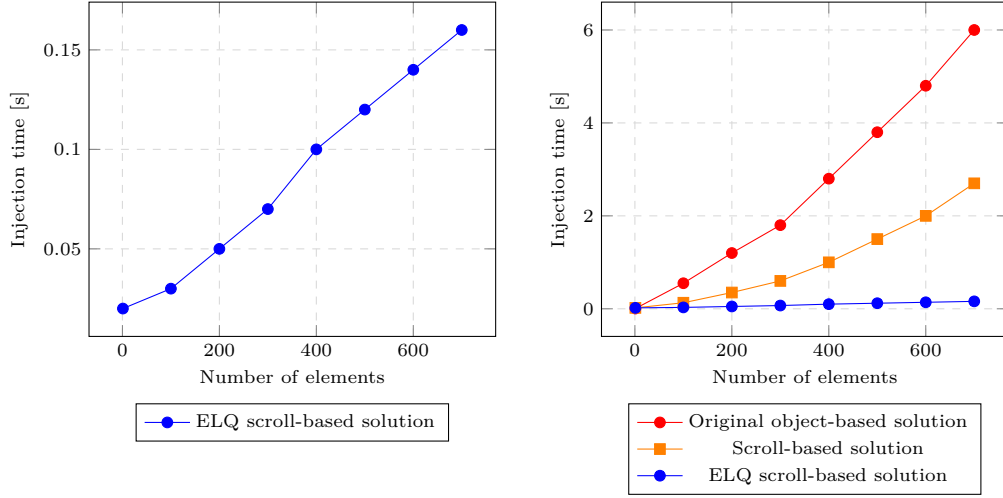 0.15
0.1
0.05
Injection time [s]
0
200
400
600
Number of elements
ELQ scroll-based solution
6
4
2
0
Injection time [s]
0
200
400
600
Number of elements
Original object-based solution
Scroll-based solution
ELQ scroll-based solution